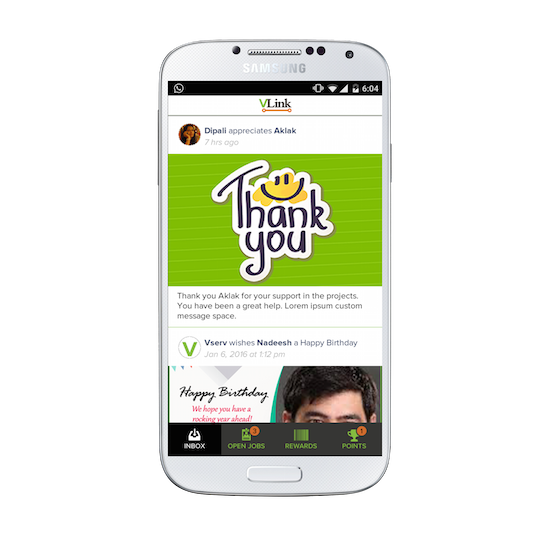 SAMSUNG
6:04
VLink
Dipali appreciates Aklak
7 hrs ago
Thank
you
Thank you Aklak for your support in the projects.
You have been a great help. Lorem ipsum custom
message space.
V
Vserv wishes Nadeesh a Happy Birthday
Jan 6, 2016 at 1:12 pm
Happy Birthday
We hope you have a
rocking year ahead!
3
1
INBOX
OPEN JOBS
REWARDS
POINTS